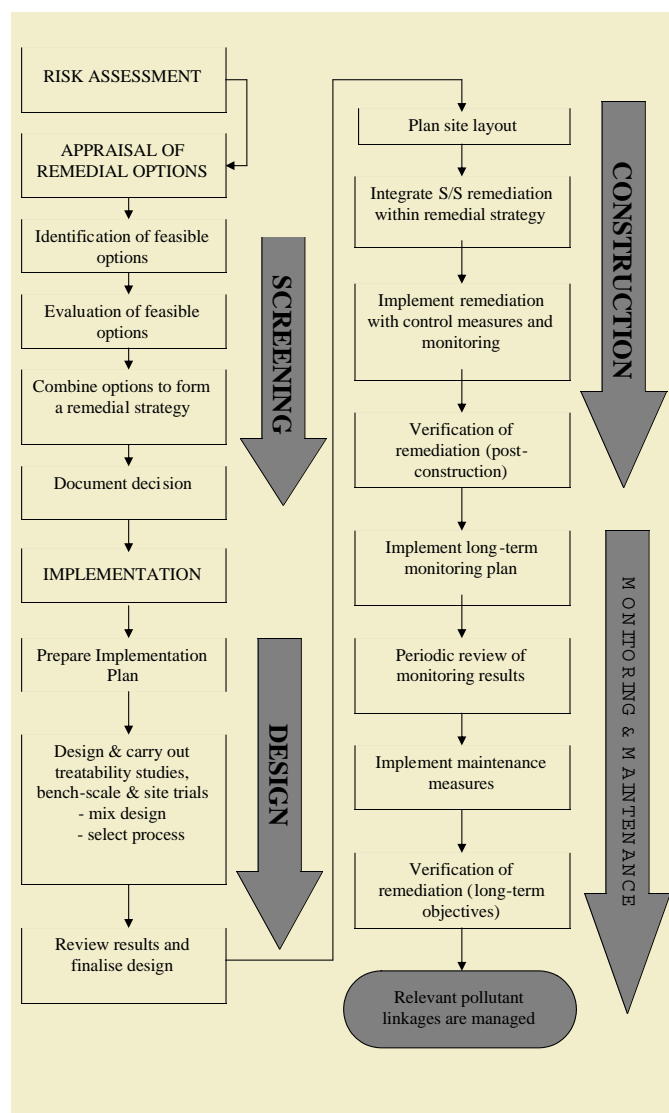 RISK ASSESSMENT
APPRAISAL OF
REMEDIAL OPTIONS
Identification of feasible
options
Evaluation of feasible
options
Combine options to form
a remedial strategy
Document decision
IMPLEMENTATION
Prepare Implementation
Plan
Design & carry out
treatability studies,
bench-scale & site trials
- mix design
- select process
Review results and
finalise design
SCREENING
DESIGN
Plan site layout
Integrate S/S remediation
within remedial strategy
Implement remediation
with control measures and
monitoring
Verification of
remediation (post-
construction)
Implement long-term
monitoring plan
Periodic review of
monitoring results
Implement maintenance
measures
Verification of
remediation (long-term
objectives)
Relevant pollutant
linkages are managed
CONSTRUCTION
MONITORING & MAINTENANCE